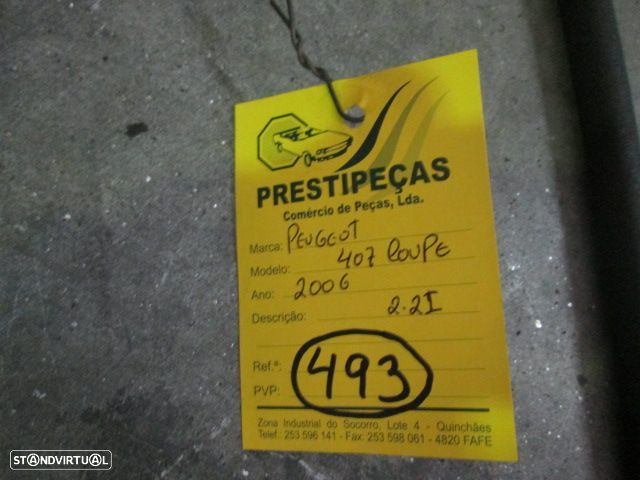 PRESTIPEÇAS
Comércio de Peças, Lda.
Marca: PEUGEOT
Modelo: 407 COUPE
Ano: 2006
Descrição: 2.2I
Ref.ª:
PVP:
493
Zona Industrial do Socorro, Lote 4 - Quinchães
Telef. 253 596 141 - Fax: 253 598 061 - 4820 FAFE
STANDVIRTUAL